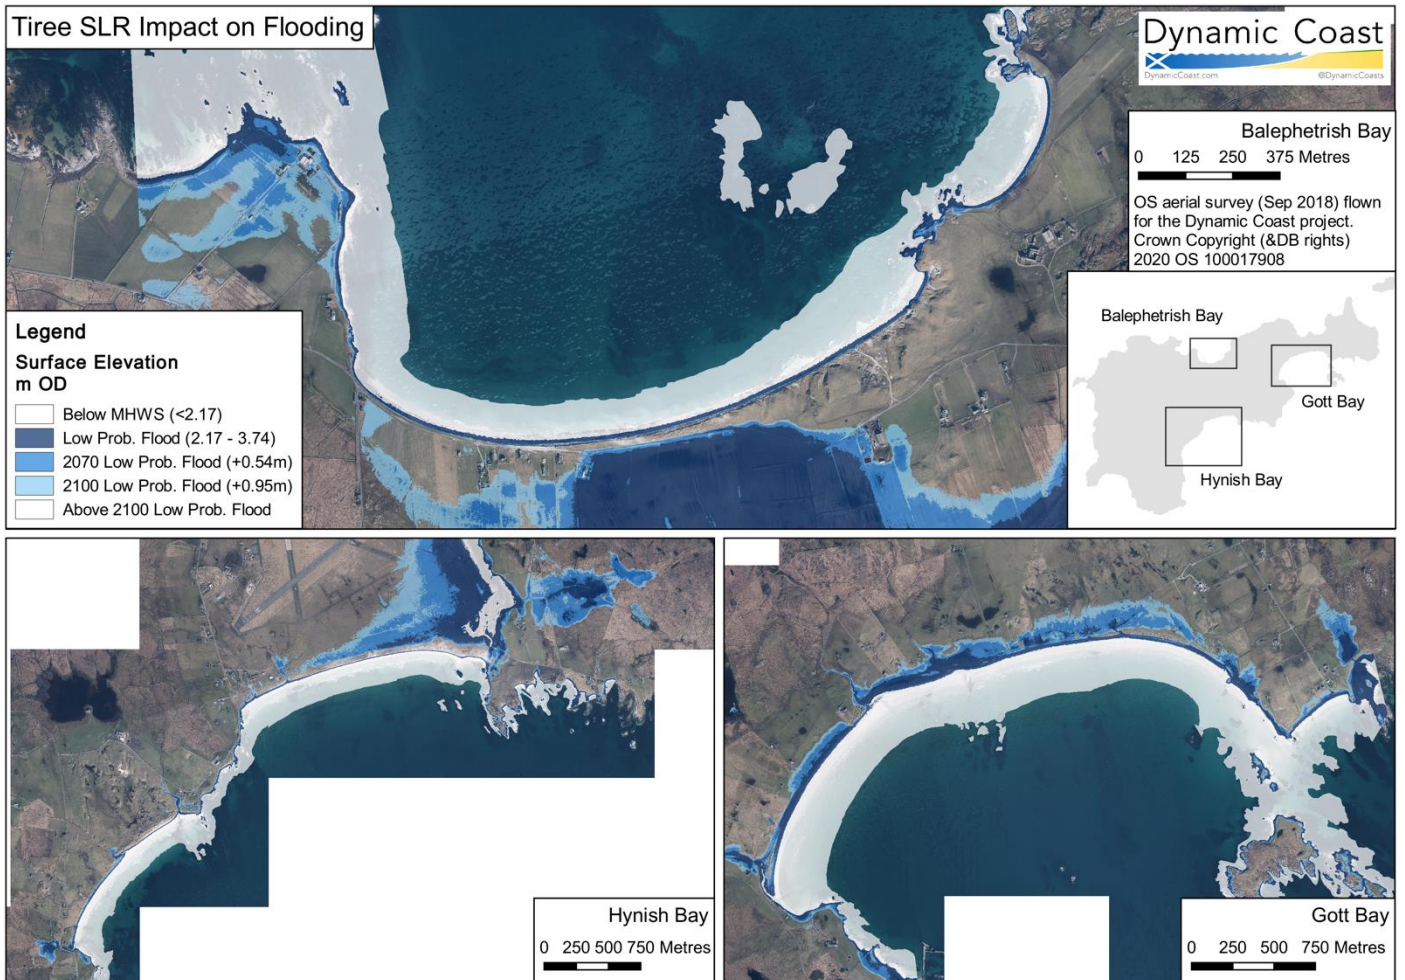 Tiree SLR Impact on Flooding
Dynamic Coast
DynamicCoast.com
@DynamicCoasts
Balephetrish Bay
0 125 250 375 Metres
OS aerial survey (Sep 2018) flown
for the Dynamic Coast project.
Crown Copyright (&DB rights)
2020 OS 100017908
Balephetrish Bay
Gott Bay
Hynish Bay
Legend
Surface Elevation
m OD
Below MHWS (<2.17)
Low Prob. Flood (2.17 - 3.74)
2070 Low Prob. Flood (+0.54m)
2100 Low Prob. Flood (+0.95m)
Above 2100 Low Prob. Flood
Hynish Bay
0 250 500 750 Metres
Gott Bay
0 250 500 750 Metres